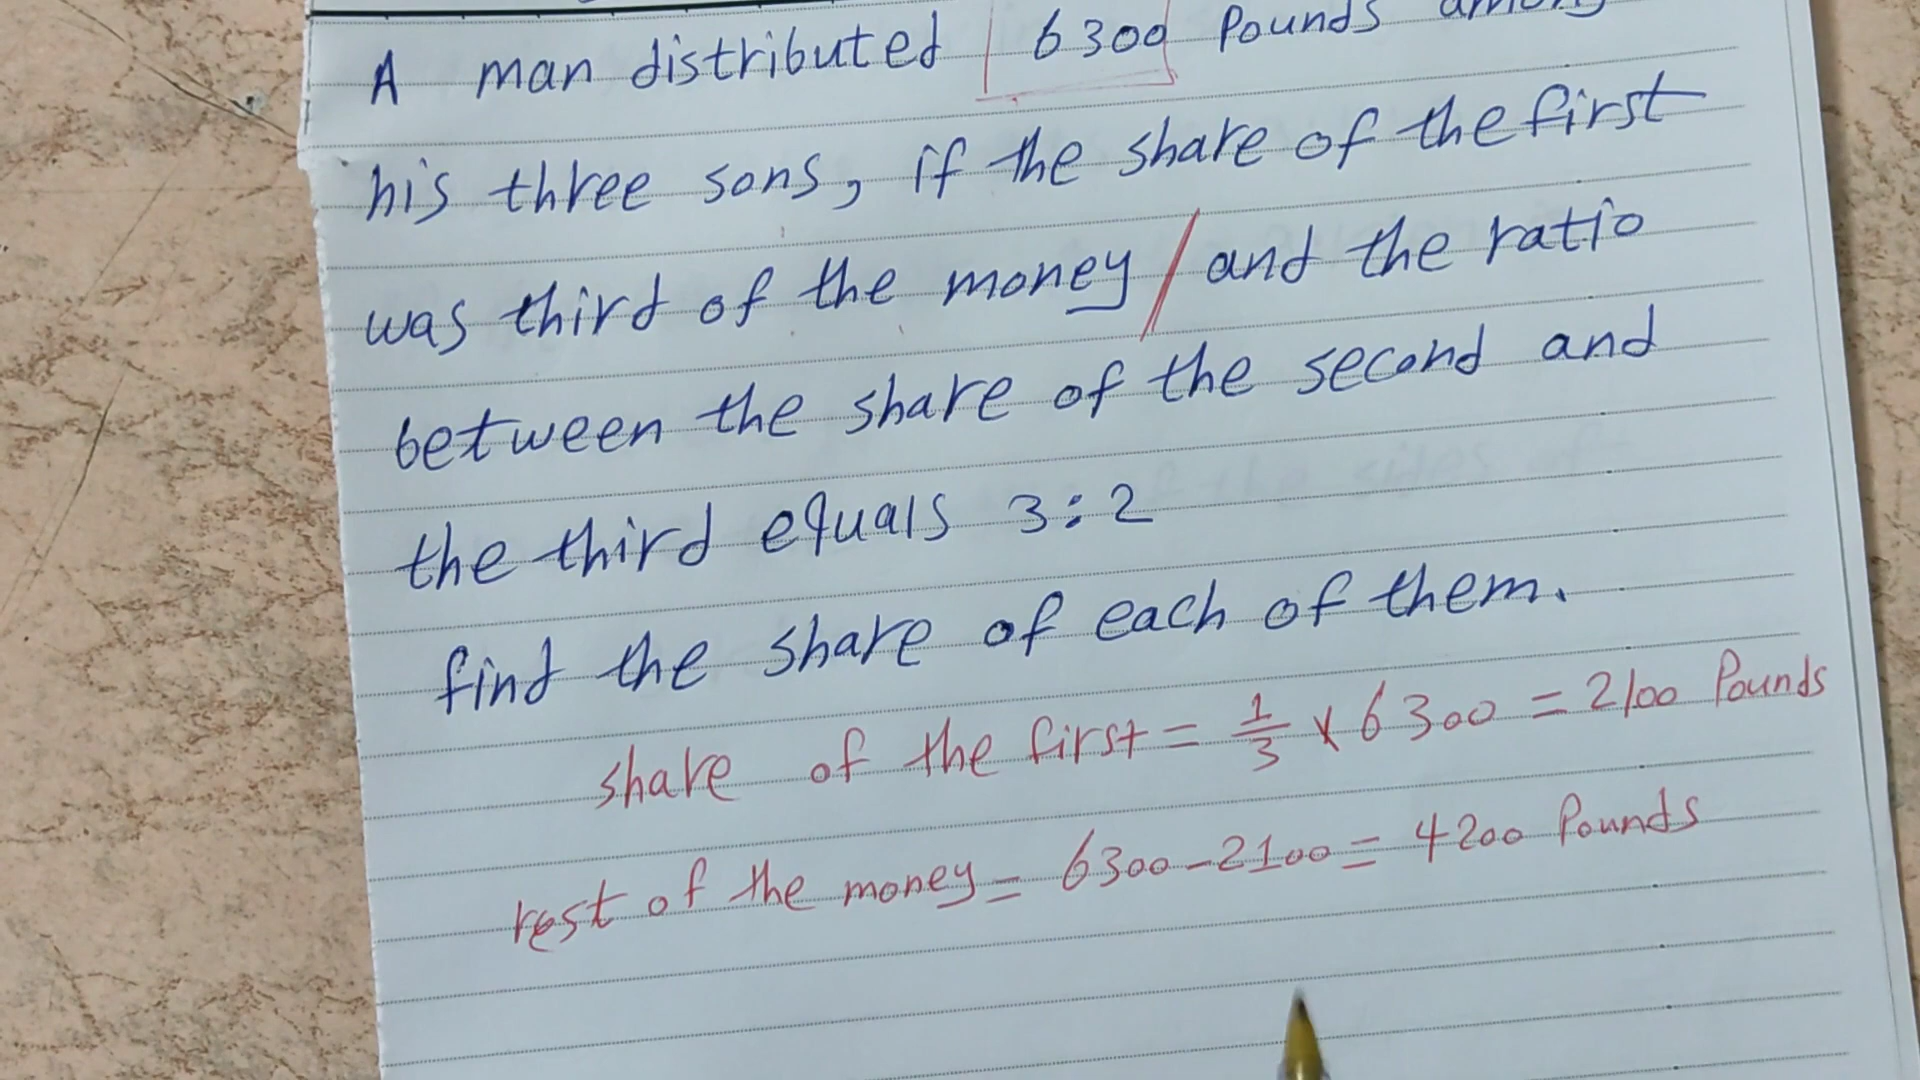 A man distributed 6300 Pounds among
his three sons, if the share of the first
was third of the money / and the ratio
between the share of the second and
the third equals 3:2
find the share of each of them.
share of the first = 1/3 x 6300 = 2100 Pounds
rest of the money = 6300-2100 = 4200 Pounds